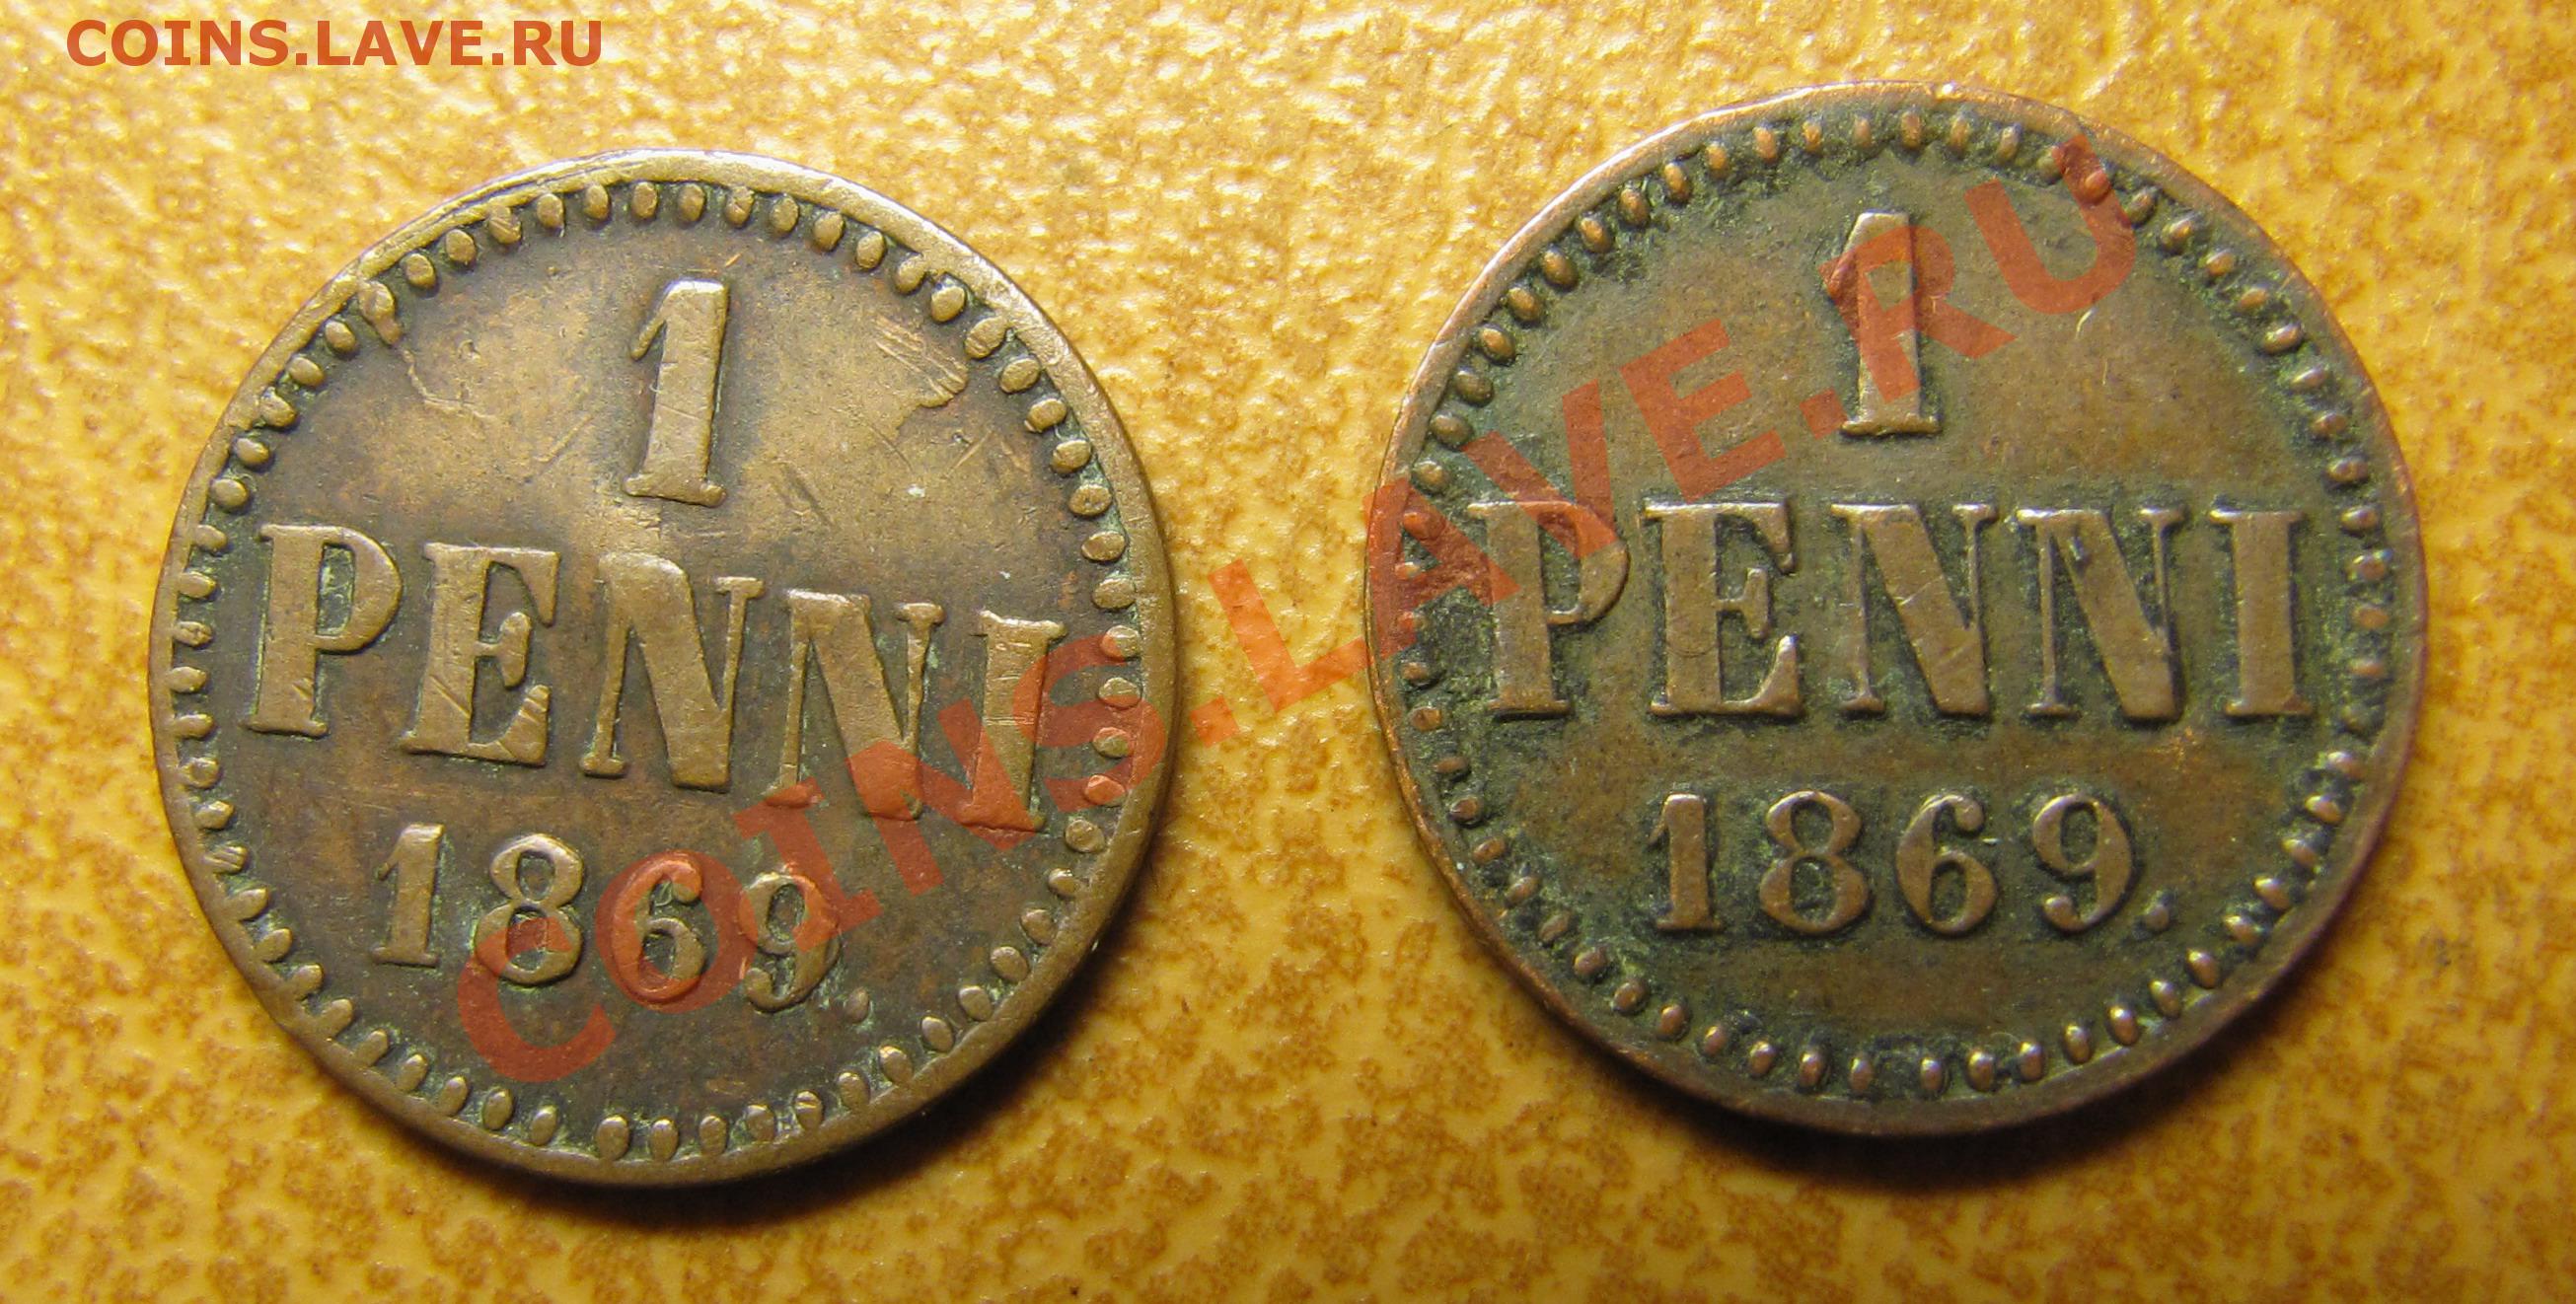 COINS.LAVE.RU
1
PENNI
1869.
1
PENNI
1869.
COINS.LAVE.RU